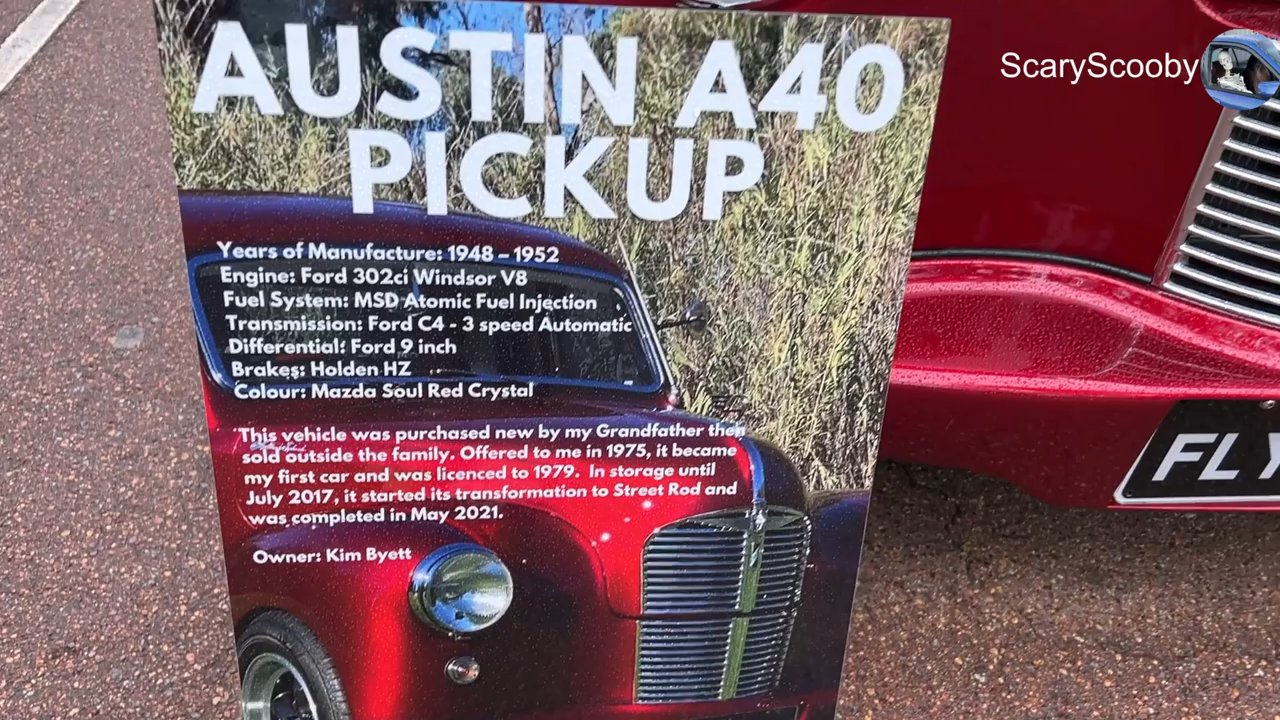 AUSTIN A40
PICKUP
ScaryScooby
Years of Manufacture: 1948 – 1952
Engine: Ford 302ci Windsor V8
Fuel System: MSD Atomic Fuel Injection
Transmission: Ford C4 - 3 speed Automatic
Differential: Ford 9 inch
Brakes: Holden HZ
Colour: Mazda Soul Red Crystal
This vehicle was purchased new by my Grandfather then
sold outside the family. Offered to me in 1975, it became
my first car and was licenced to 1979. In storage until
July 2017, it started its transformation to Street Rod and
was completed in May 2021.
Owner: Kim Byett
FLY